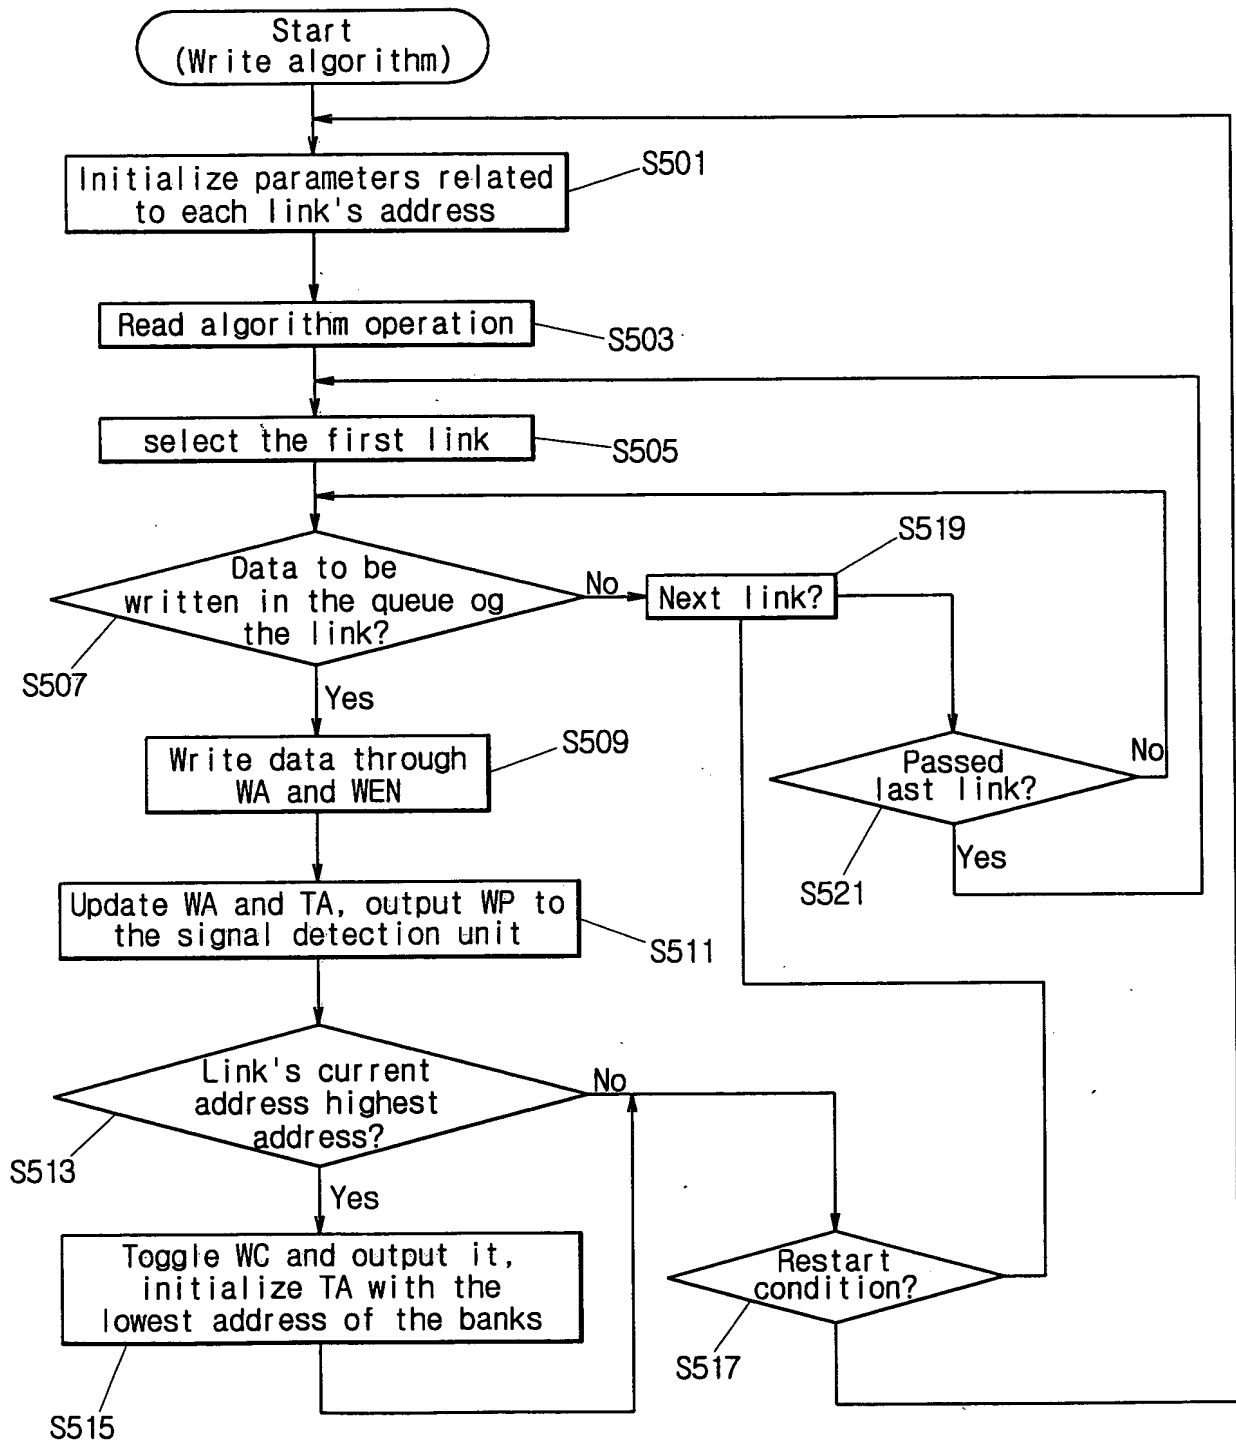 Start
(Write algorithm)
Initialize parameters related
to each link's address
S501
Read algorithm operation
S503
select the first link
S505
Data to be
written in the queue og
the link?
S507
No
Next link?
S519
Yes
Write data through
WA and WEN
S509
Passed
last link?
No
Yes
S521
Update WA and TA, output WP to
the signal detection unit
S511
Link's current
address highest
address?
No
S513
Yes
Toggle WC and output it,
initialize TA with the
lowest address of the banks
S515
Restart
condition?
S517